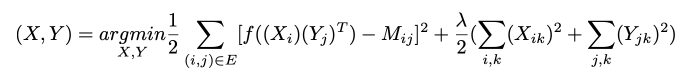 (X, Y) = argmin_{X,Y} \frac{1}{2} \sum_{(i,j) \in E} [f((X_i)(Y_j)^T) - M_{ij}]^2 + \frac{\lambda}{2} (\sum_{i,k} (X_{ik})^2 + \sum_{j,k} (Y_{jk})^2)